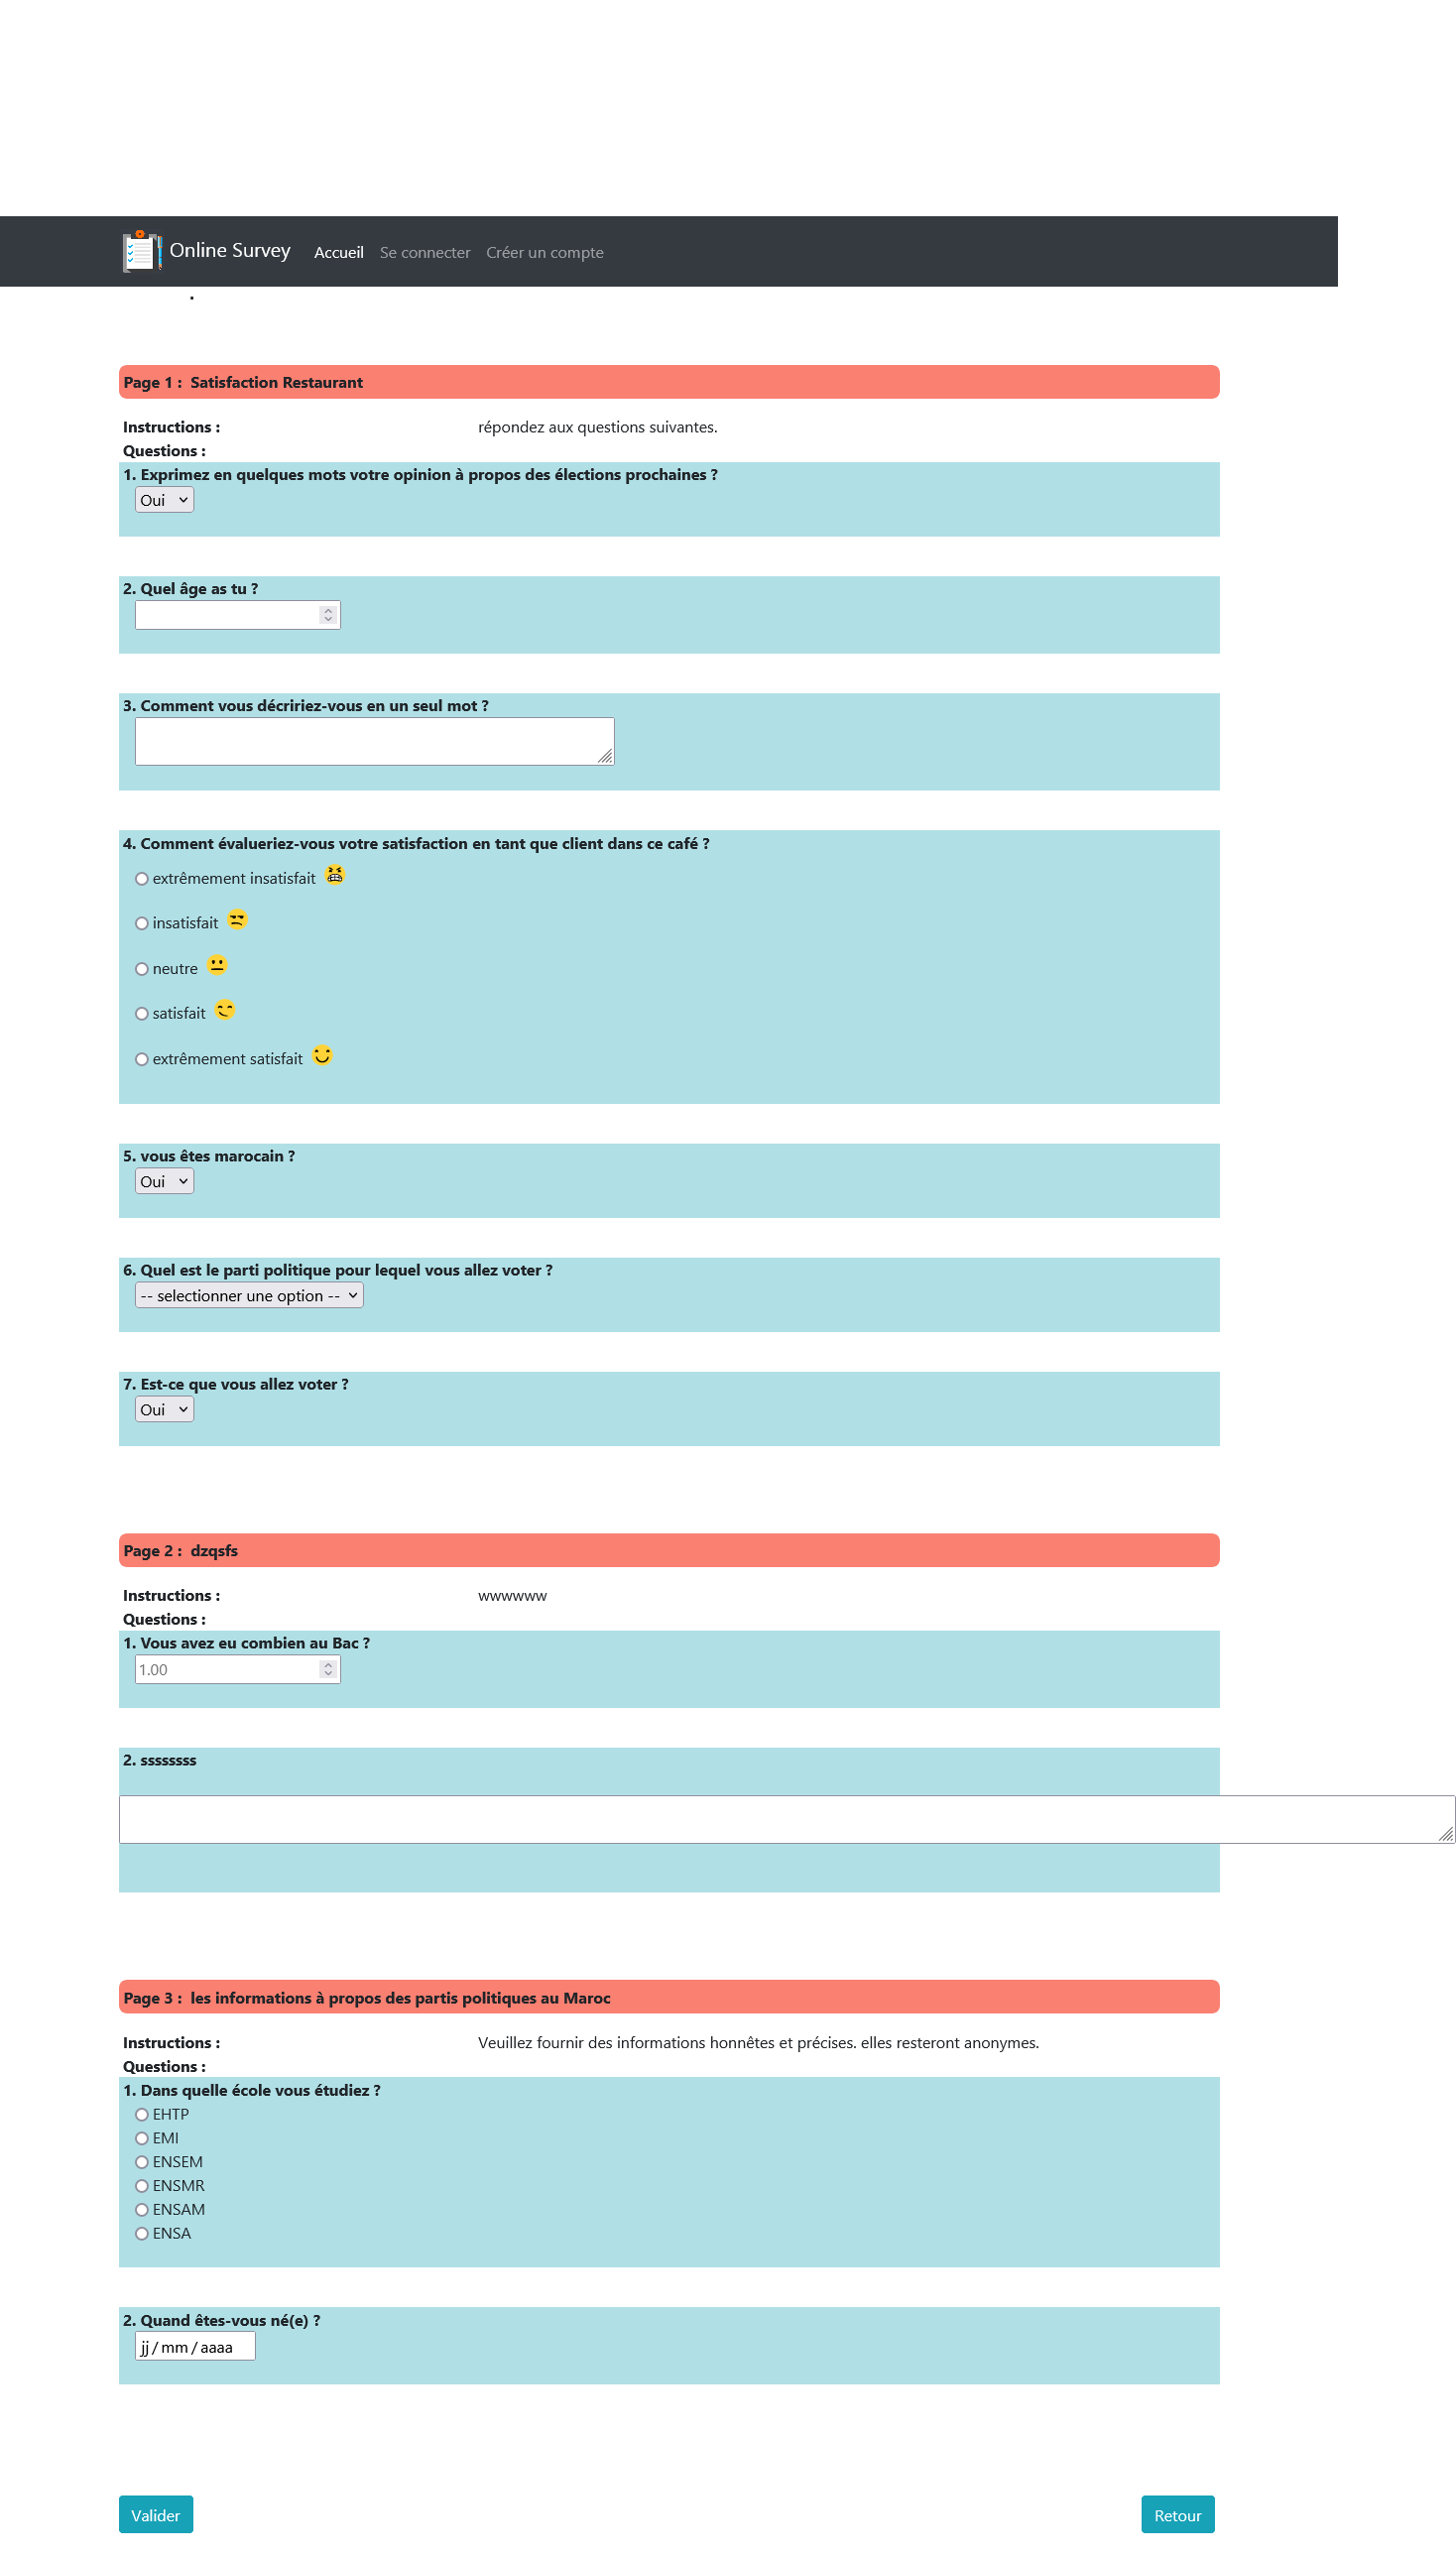 Online Survey Accueil Se connecter Créer un compte
.
Page 1 : Satisfaction Restaurant
Instructions : répondez aux questions suivantes.
Questions :
1. Exprimez en quelques mots votre opinion à propos des élections prochaines ?
Oui
2. Quel âge as tu ?
3. Comment vous décririez-vous en un seul mot ?
4. Comment évalueriez-vous votre satisfaction en tant que client dans ce café ?
extrêmement insatisfait
insatisfait
neutre
satisfait
extrêmement satisfait
5. vous êtes marocain ?
Oui
6. Quel est le parti politique pour lequel vous allez voter ?
-- selectionner une option --
7. Est-ce que vous allez voter ?
Oui
Page 2 : dzqsfs
Instructions : wwwwww
Questions :
1. Vous avez eu combien au Bac ?
1.00
2. ssssssss
Page 3 : les informations à propos des partis politiques au Maroc
Instructions : Veuillez fournir des informations honnêtes et précises. elles resteront anonymes.
Questions :
1. Dans quelle école vous étudiez ?
EHTP
EMI
ENSEM
ENSMR
ENSAM
ENSA
2. Quand êtes-vous né(e) ?
jj / mm / aaaa
Valider Retour